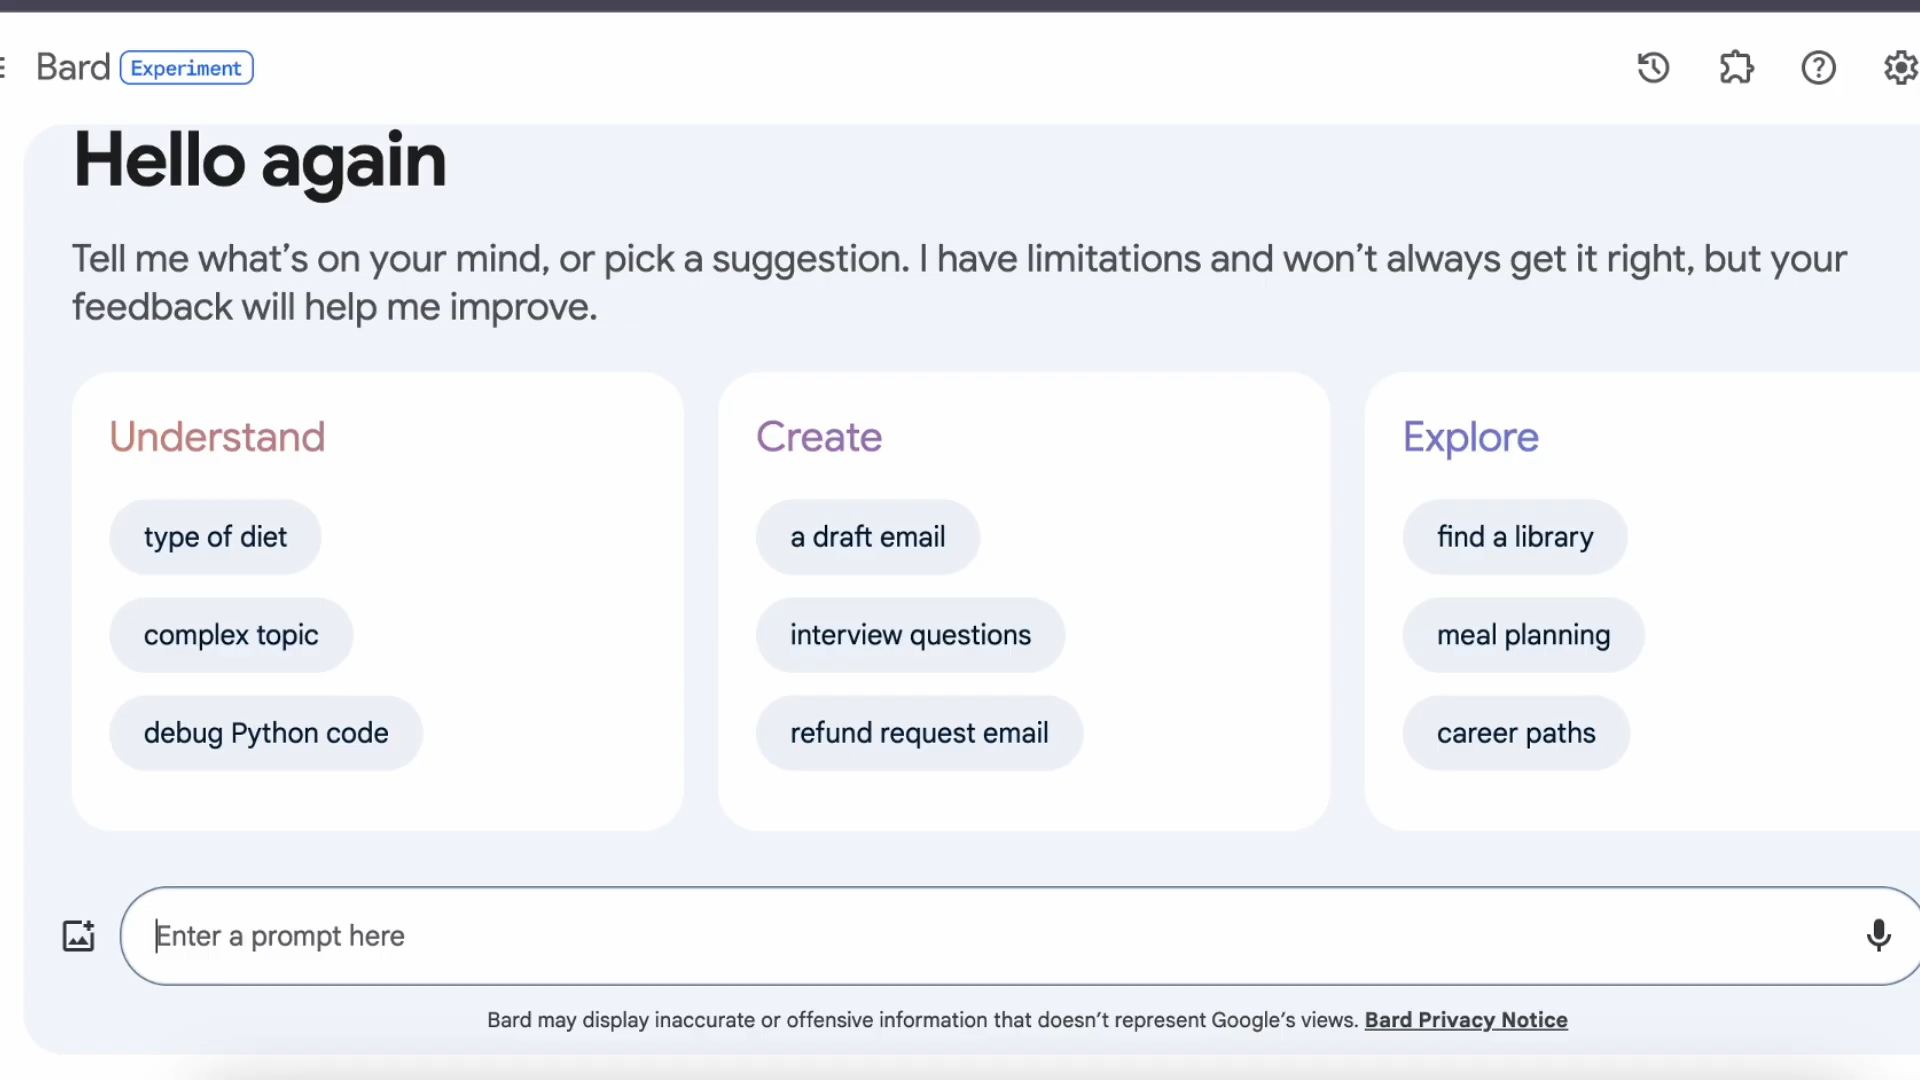 Bard Experiment
Hello again
Tell me what’s on your mind, or pick a suggestion. I have limitations and won’t always get it right, but your
feedback will help me improve.
Understand
type of diet
complex topic
debug Python code
Create
a draft email
interview questions
refund request email
Explore
find a library
meal planning
career paths
Enter a prompt here
Bard may display inaccurate or offensive information that doesn’t represent Google’s views. Bard Privacy Notice